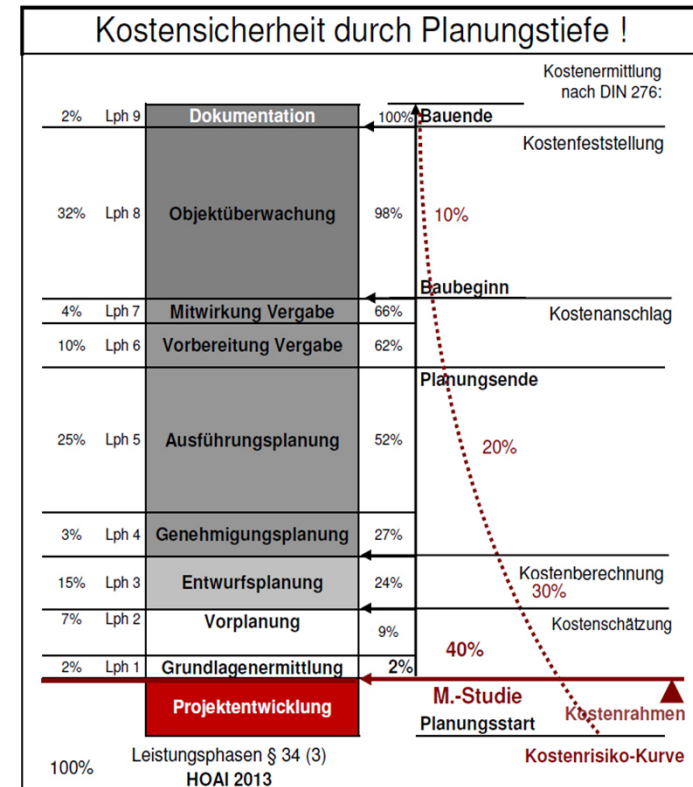 Kostensicherheit durch Planungstiefe !
Kostenermittlung
nach DIN 276:
2% Lph 9 Dokumentation 100% Bauende
Kostenfeststellung
32% Lph 8 Objektüberwachung 98% 10%
Baubeginn
4% Lph 7 Mitwirkung Vergabe 66% Kostenanschlag
10% Lph 6 Vorbereitung Vergabe 62%
Planungsende
25% Lph 5 Ausführungsplanung 52% 20%
3% Lph 4 Genehmigungsplanung 27%
Kostenberechnung
15% Lph 3 Entwurfsplanung 24% 30%
7% Lph 2 Vorplanung 9% Kostenschätzung
40%
2% Lph 1 Grundlagenermittlung 2%
M.-Studie
Projektentwicklung Kostenrahmen
Planungsstart
Leistungsphasen § 34 (3) Kostenrisiko-Kurve
100%
HOAI 2013